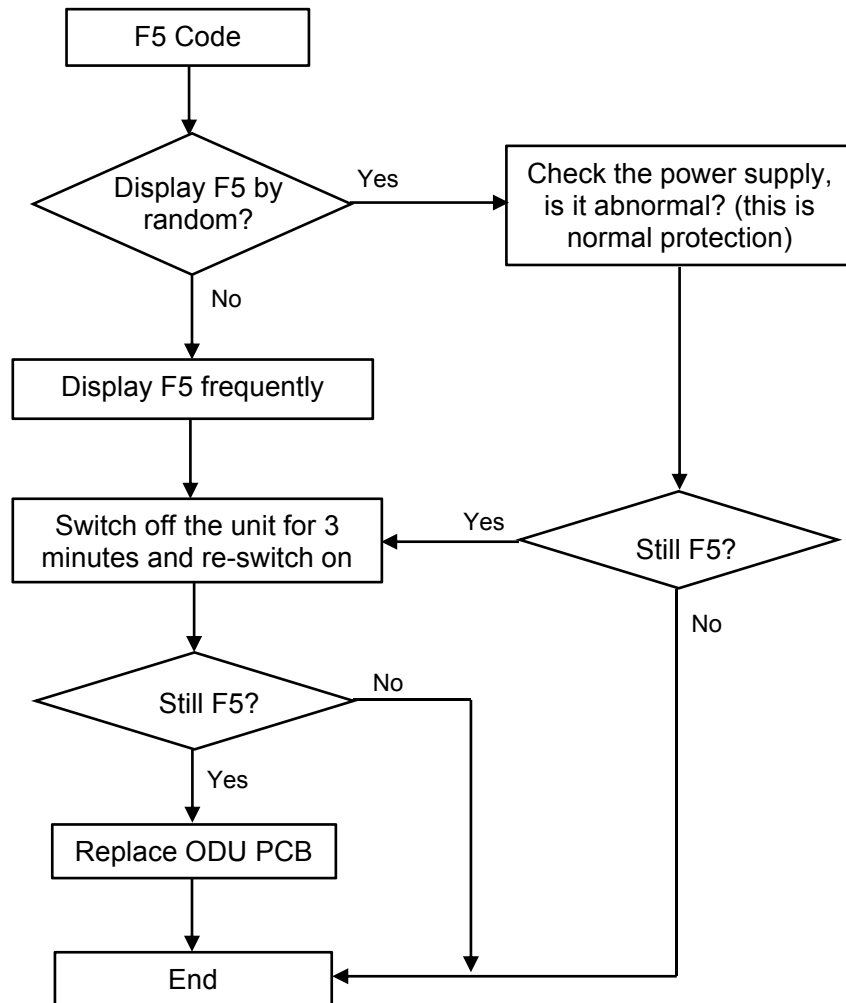 F5 Code
Display F5 by
random?
Yes
Check the power supply,
is it abnormal? (this is
normal protection)
No
Display F5 frequently
Switch off the unit for 3
minutes and re-switch on
Yes
Still F5?
No
Still F5?
No
Yes
Replace ODU PCB
End